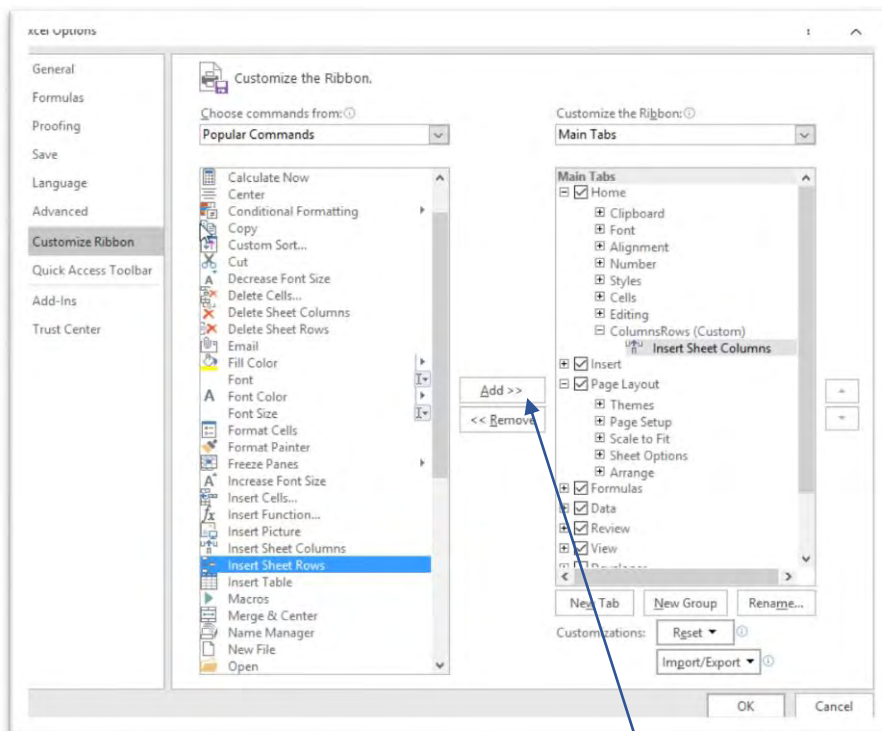 xcel Options
General
Formulas
Proofing
Save
Language
Advanced
Customize Ribbon
Quick Access Toolbar
Add-Ins
Trust Center
Customize the Ribbon.
Choose commands from:
Popular Commands
Calculate Now
Center
Conditional Formatting
Copy
Custom Sort...
Cut
Decrease Font Size
Delete Cells...
Delete Sheet Columns
Delete Sheet Rows
Email
Fill Color
Font
Font Color
Font Size
Format Cells
Format Painter
Freeze Panes
Increase Font Size
Insert Cells...
Insert Function...
Insert Picture
Insert Sheet Columns
Insert Sheet Rows
Insert Table
Macros
Merge & Center
Name Manager
New File
Open
Add >>
<< Remove
Customize the Ribbon:
Main Tabs
Main Tabs
Home
Clipboard
Font
Alignment
Number
Styles
Cells
Editing
ColumnsRows (Custom)
Insert Sheet Columns
Insert
Page Layout
Themes
Page Setup
Scale to Fit
Sheet Options
Arrange
Formulas
Data
Review
View
Developer
New Tab
New Group
Rename...
Customizations:
Reset
Import/Export
OK
Cancel